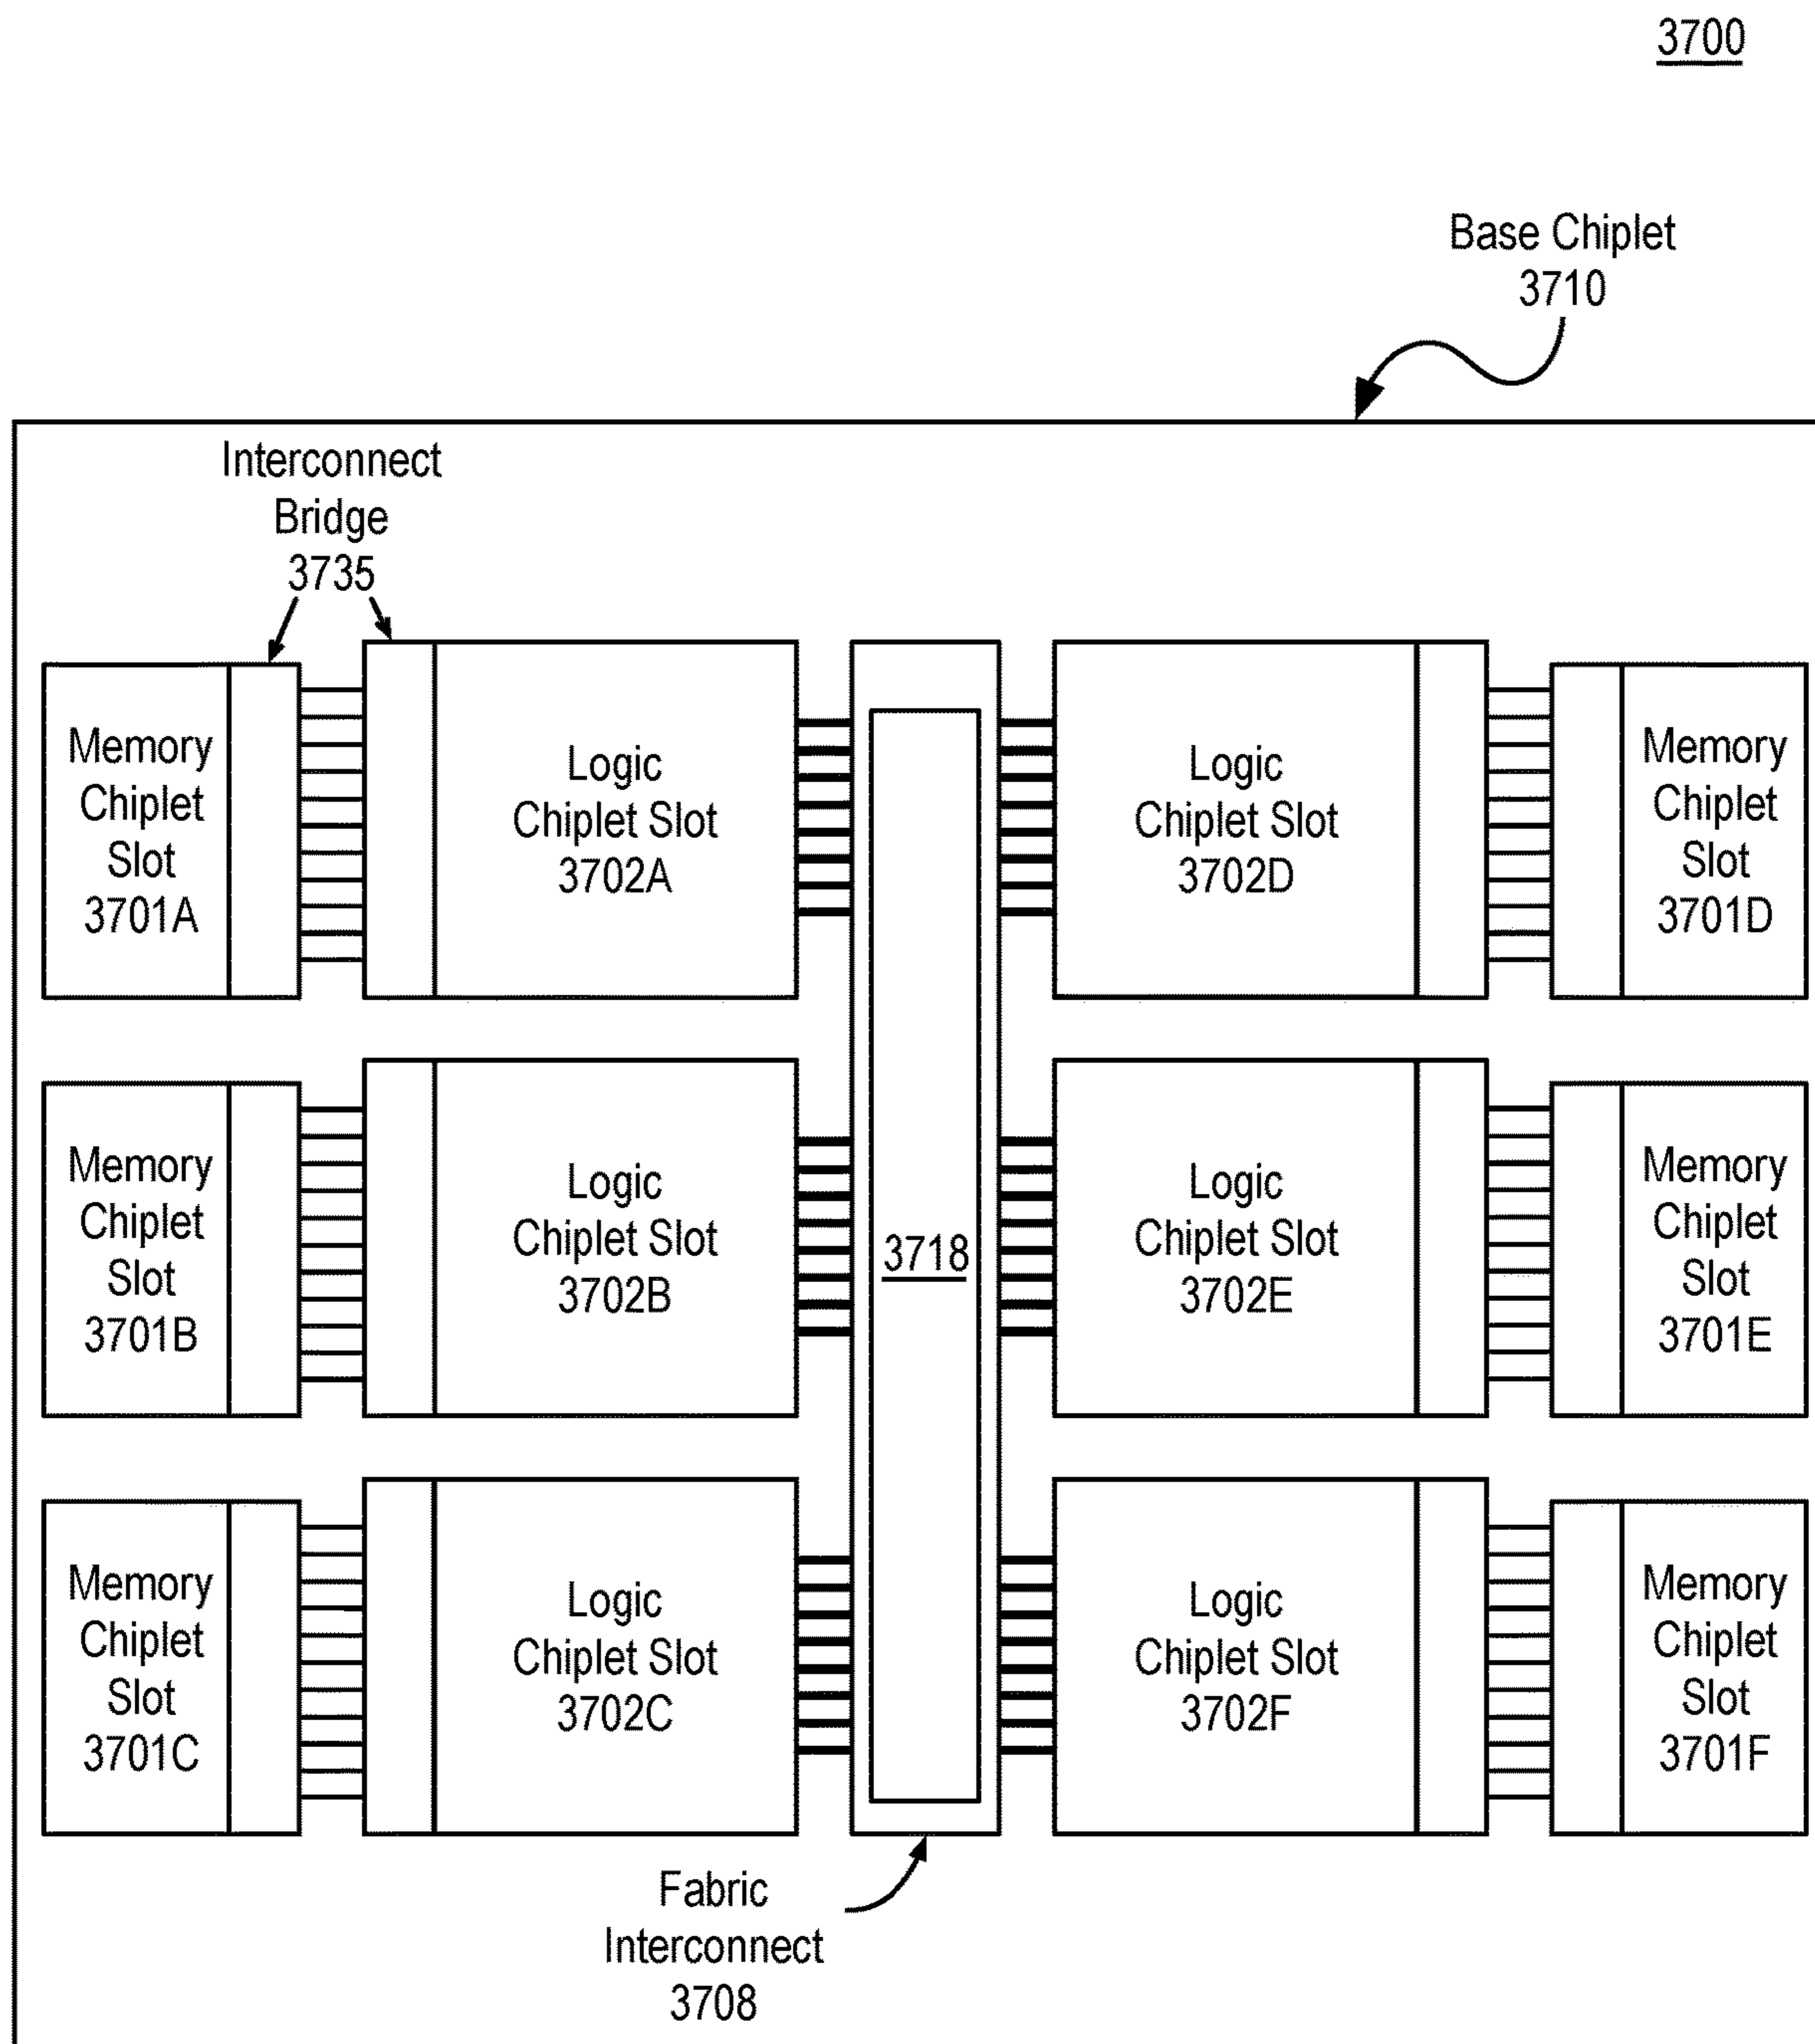 3700
Base Chiplet
3710
Interconnect
Bridge
3735
Memory
Chiplet
Slot
3701A
Logic
Chiplet Slot
3702A
Logic
Chiplet Slot
3702D
Memory
Chiplet
Slot
3701D
Memory
Chiplet
Slot
3701B
Logic
Chiplet Slot
3702B
3718
Logic
Chiplet Slot
3702E
Memory
Chiplet
Slot
3701E
Memory
Chiplet
Slot
3701C
Logic
Chiplet Slot
3702C
Logic
Chiplet Slot
3702F
Memory
Chiplet
Slot
3701F
Fabric
Interconnect
3708